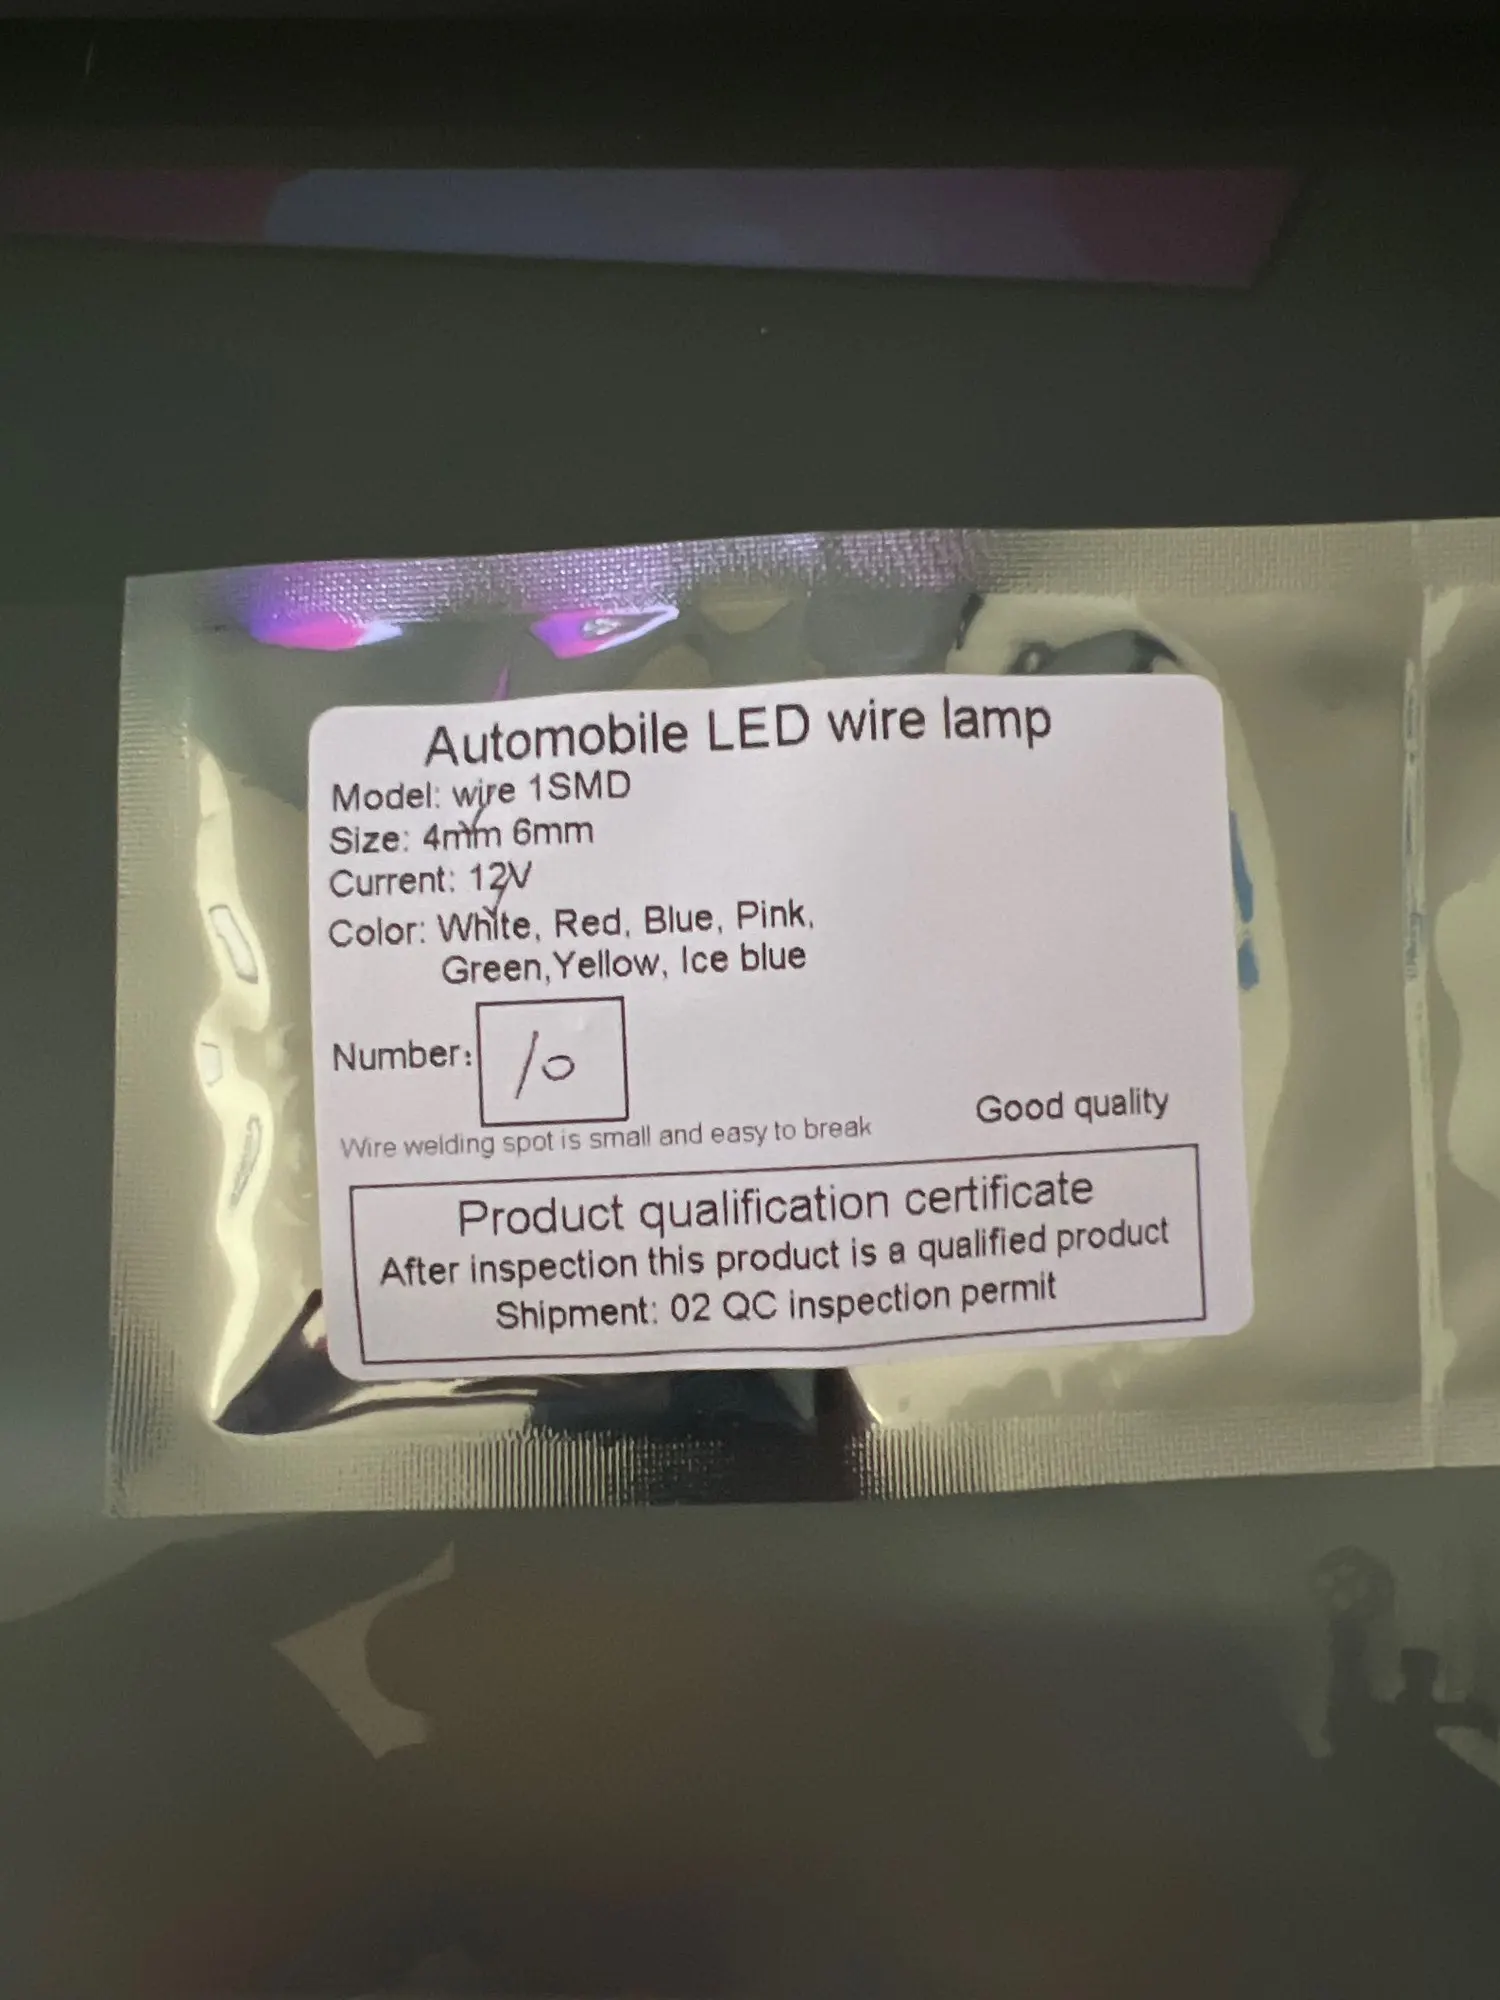 Automobile LED wire lamp
Model: wire 1SMD
Size: 4mm 6mm
Current: 12V
Color: White, Red, Blue, Pink,
Green,Yellow, Ice blue
Number: 10
Good quality
Wire welding spot is small and easy to break
Product qualification certificate
After inspection this product is a qualified product
Shipment: 02 QC inspection permit